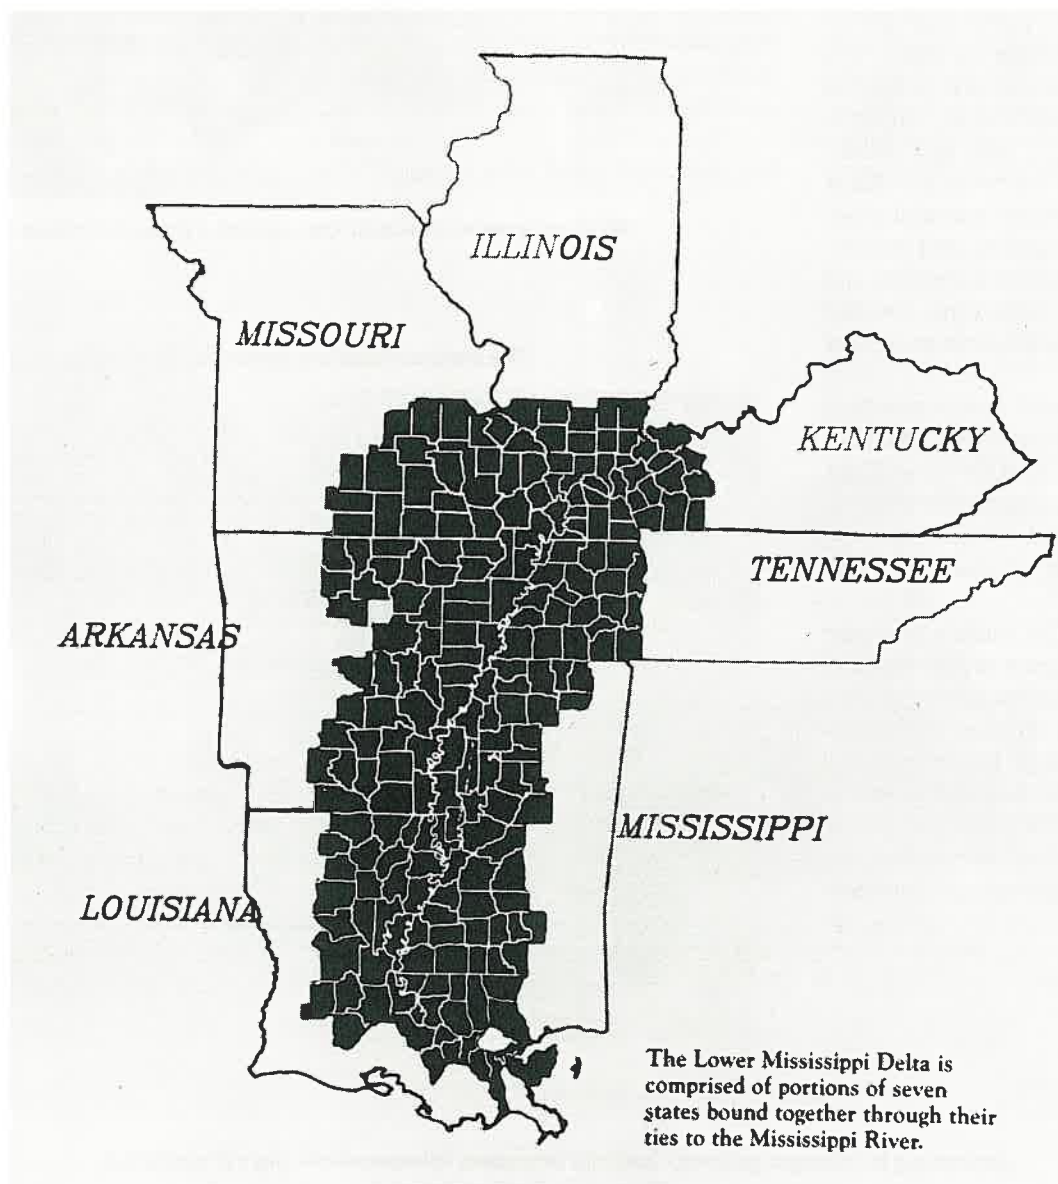 ILLINOIS
MISSOURI
KENTUCKY
TENNESSEE
ARKANSAS
MISSISSIPPI
LOUISIANA
The Lower Mississippi Delta is
comprised of portions of seven
states bound together through their
ties to the Mississippi River.